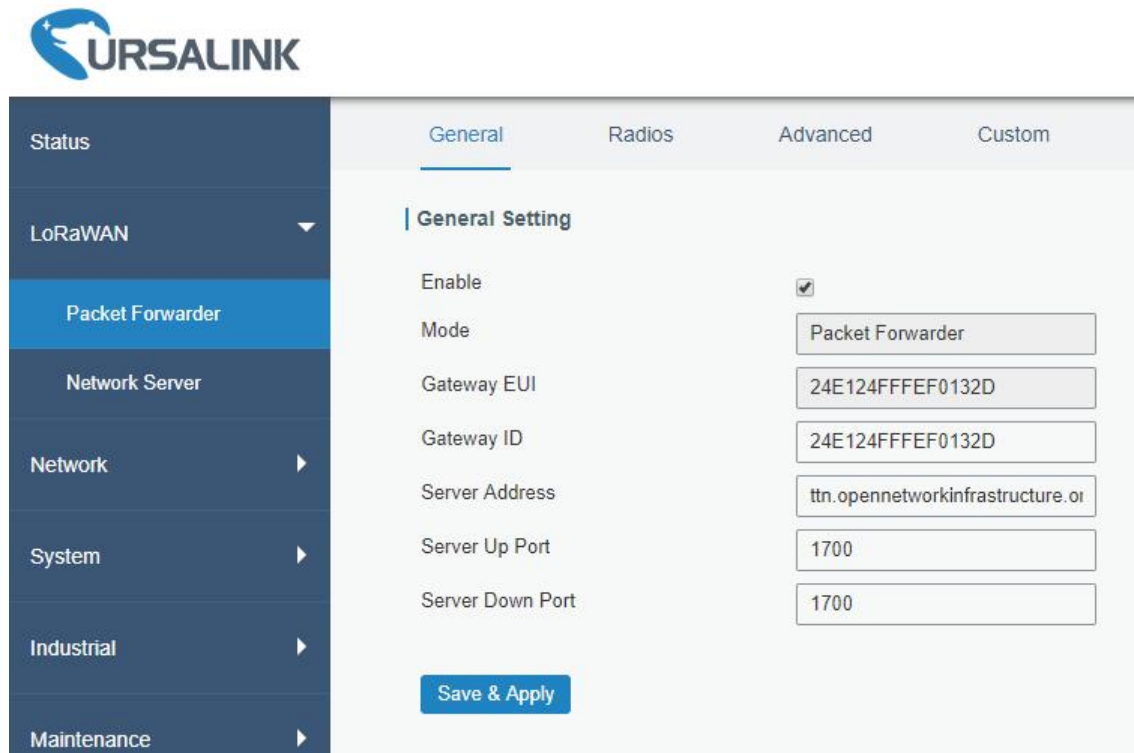 URSALINK
Status
General Radios Advanced Custom
LoRaWAN
General Setting
Enable
Packet Forwarder
Mode Packet Forwarder
Network Server
Gateway EUI 24E124FFFEF0132D
Gateway ID 24E124FFFEF0132D
Network
Server Address ttn.opennetworkinfrastructure.or
System
Server Up Port 1700
Server Down Port 1700
Industrial
Save & Apply
Maintenance